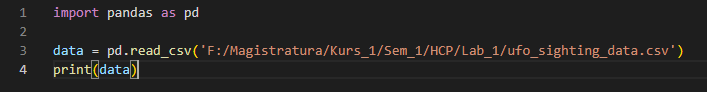 1 import pandas as pd
2
3 data = pd.read_csv('F:/Magistratura/Kurs_1/Sem_1/HCP/Lab_1/ufo_sighting_data.csv')
4 print(data)